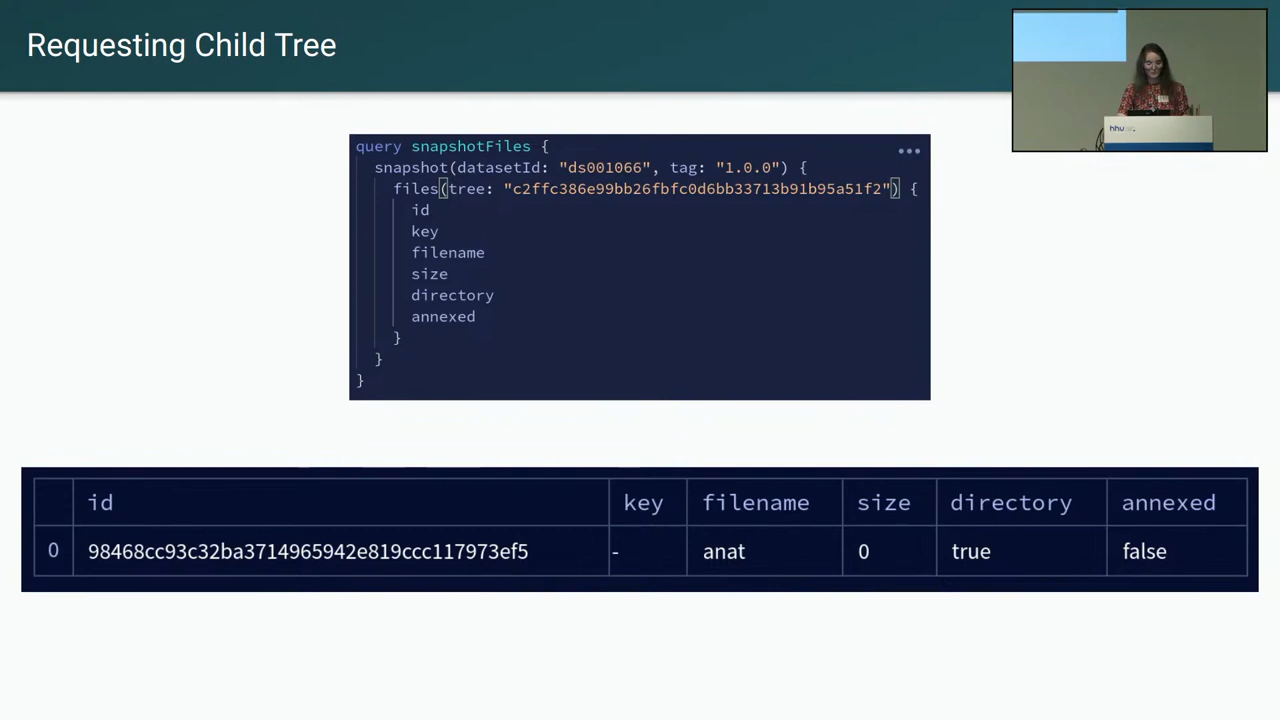 Requesting Child Tree
hhu
query snapshotFiles {
snapshot(datasetId: "ds001066", tag: "1.0.0") {
files(tree: "c2ffc386e99bb26fbfc0d6bb33713b91b95a51f2") {
id
key
filename
size
directory
annexed
}
}
}
id key filename size directory annexed
0 98468cc93c32ba3714965942e819ccc117973ef5 - anat 0 true false